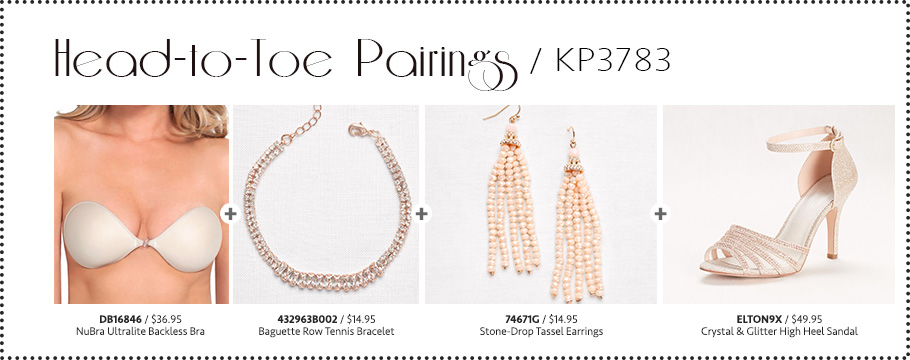 Head-to-Toe Pairings / KP3783
+ + +
DB16846 / $36.95
NuBra Ultralite Backless Bra
432963B002 / $14.95
Baguette Row Tennis Bracelet
74671G / $14.95
Stone-Drop Tassel Earrings
ELTON9X / $49.95
Crystal & Glitter High Heel Sandal